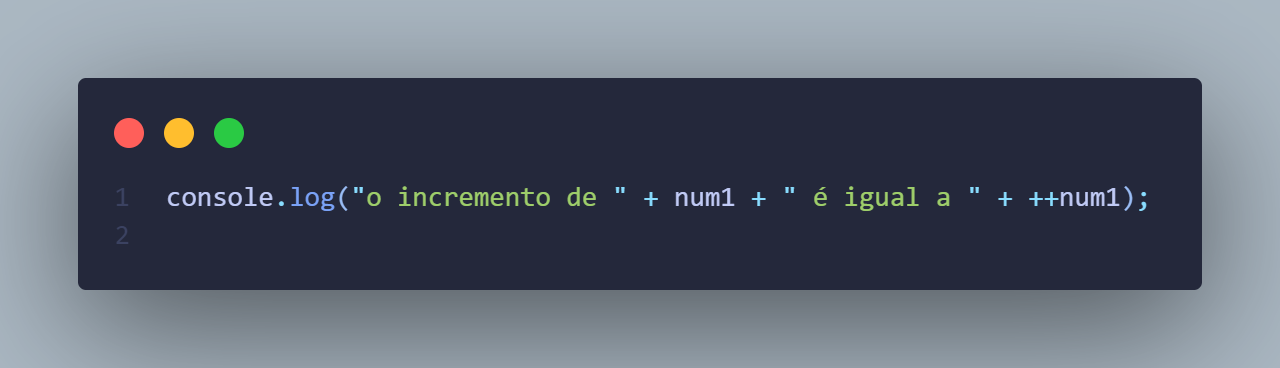 1 console.log("o incremento de " + num1 + " é igual a " + ++num1);
2